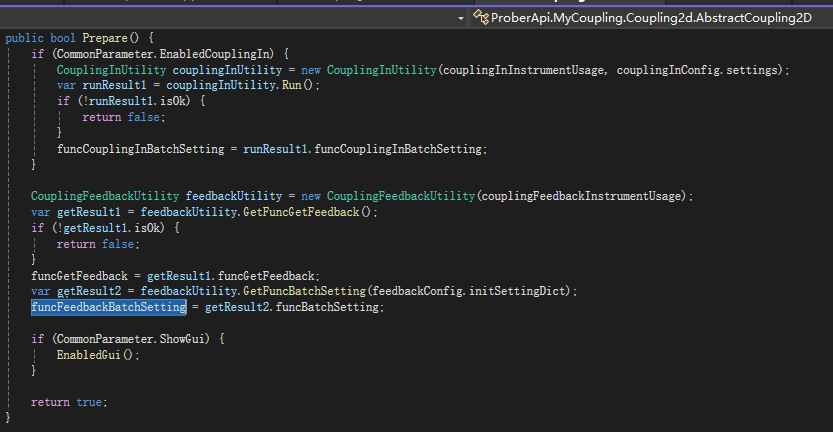 ProberApi.MyCoupling.Coupling2d.AbstractCoupling2D
public bool Prepare() {
if (CommonParameter.EnabledCouplingIn) {
CouplingInUtility couplingInUtility = new CouplingInUtility(couplingInInstrumentUsage, couplingInConfig.settings);
var runResult1 = couplingInUtility.Run();
if (!runResult1.isOk) {
return false;
}
funcCouplingInBatchSetting = runResult1.funcCouplingInBatchSetting;
}
CouplingFeedbackUtility feedbackUtility = new CouplingFeedbackUtility(couplingFeedbackInstrumentUsage);
var getResult1 = feedbackUtility.GetFuncGetFeedback();
if (!getResult1.isOk) {
return false;
}
funcGetFeedback = getResult1.funcGetFeedback;
var getResult2 = feedbackUtility.GetFuncBatchSetting(feedbackConfig.initSettingDict);
funcFeedbackBatchSetting = getResult2.funcBatchSetting;
if (CommonParameter.ShowGui) {
EnabledGui();
}
return true;
}